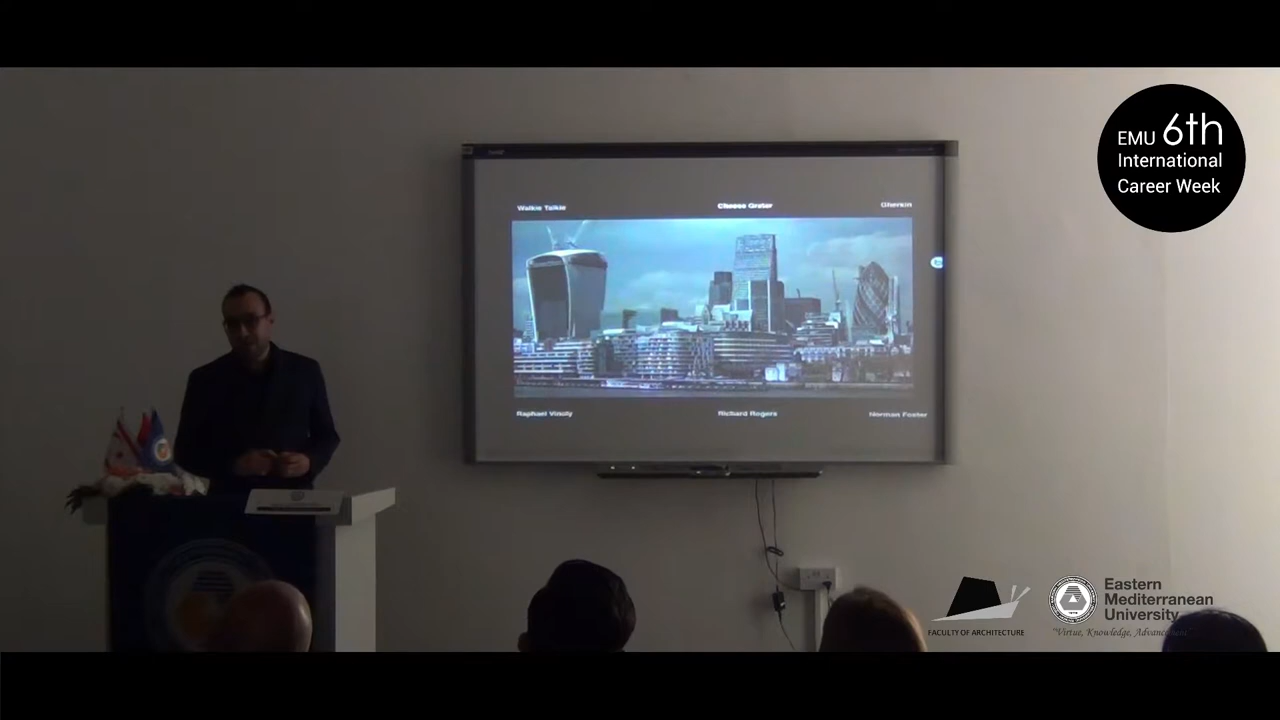 EMU 6th
International
Career Week
Walkie Talkie
Cheese Grater
Gherkin
Raphael Vinoly
Richard Rogers
Norman Foster
FACULTY OF ARCHITECTURE
Eastern
Mediterranean
University
"Virtue, Knowledge, Advancement"